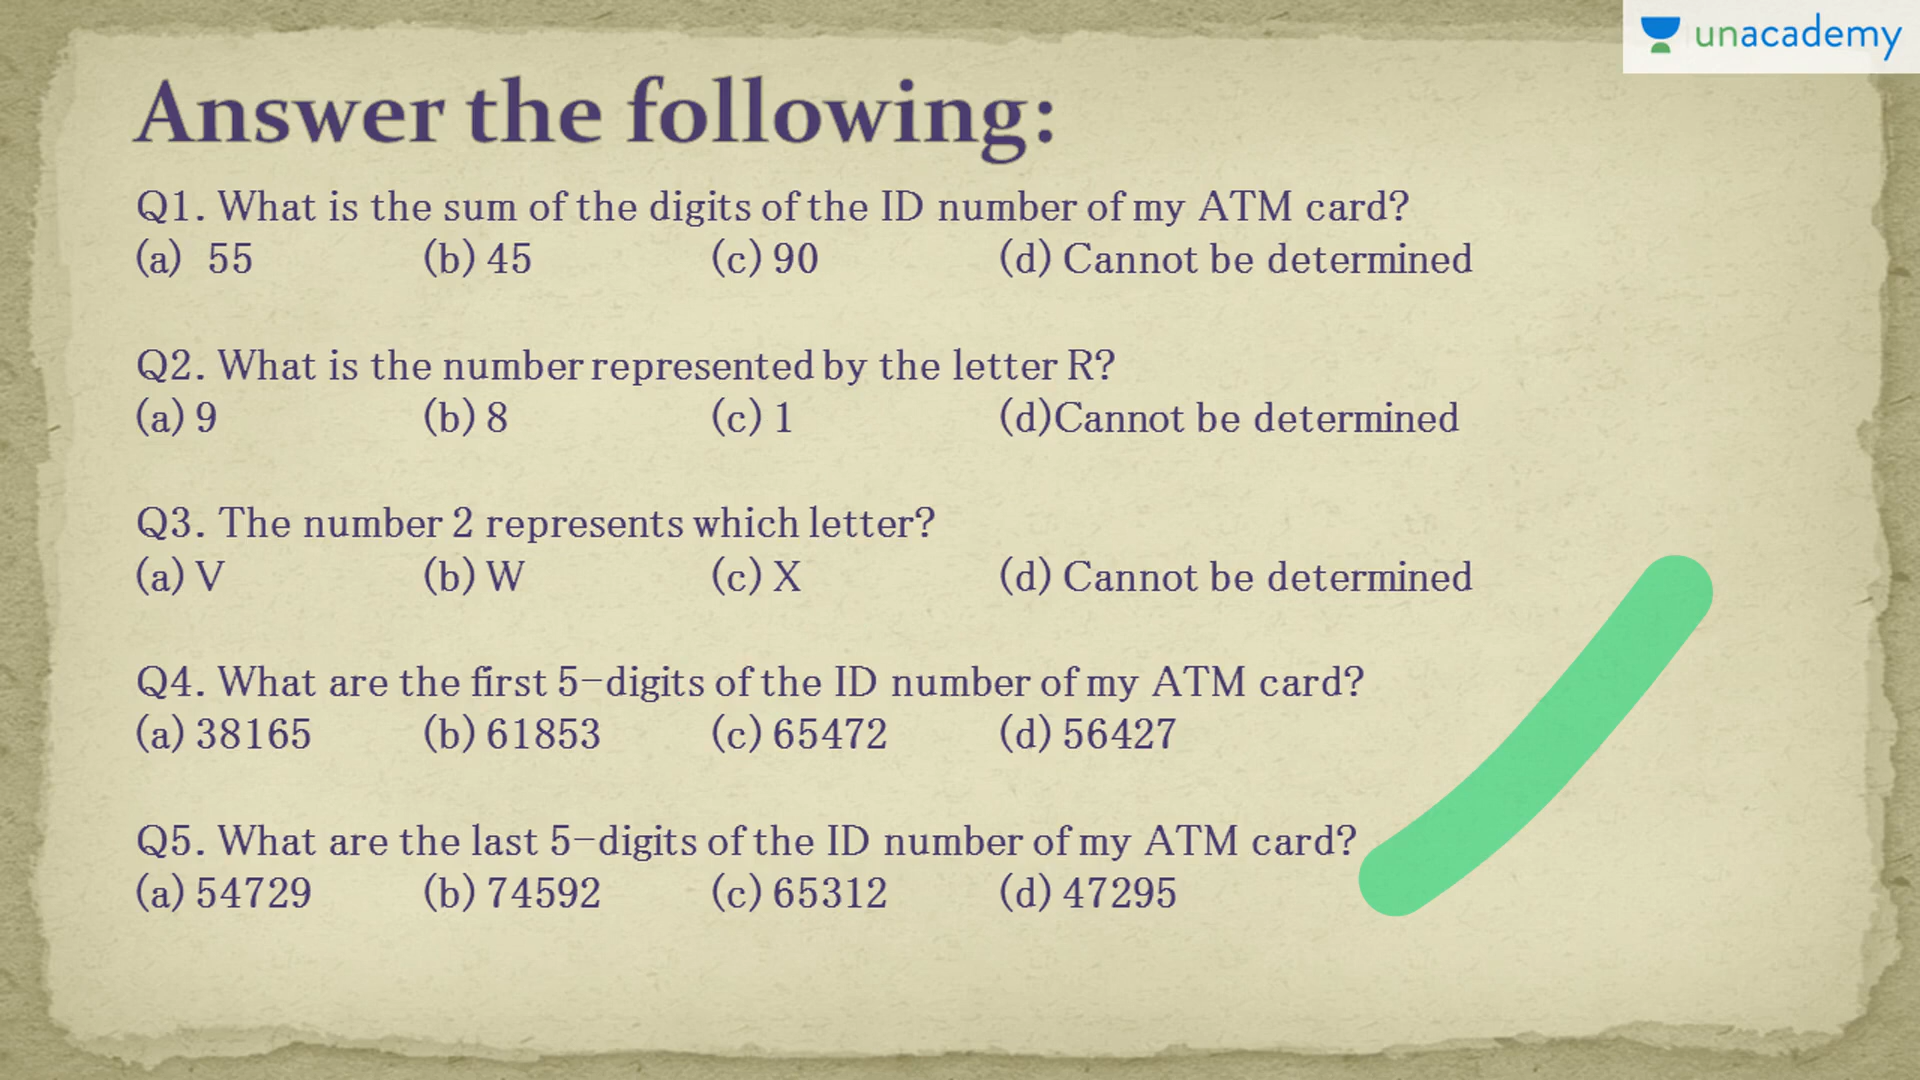 unacademy
Answer the following:
Q1. What is the sum of the digits of the ID number of my ATM card?
(a) 55 (b) 45 (c) 90 (d) Cannot be determined
Q2. What is the number represented by the letter R?
(a) 9 (b) 8 (c) 1 (d)Cannot be determined
Q3. The number 2 represents which letter?
(a) V (b) W (c) X (d) Cannot be determined
Q4. What are the first 5-digits of the ID number of my ATM card?
(a) 38165 (b) 61853 (c) 65472 (d) 56427
Q5. What are the last 5-digits of the ID number of my ATM card?
(a) 54729 (b) 74592 (c) 65312 (d) 47295